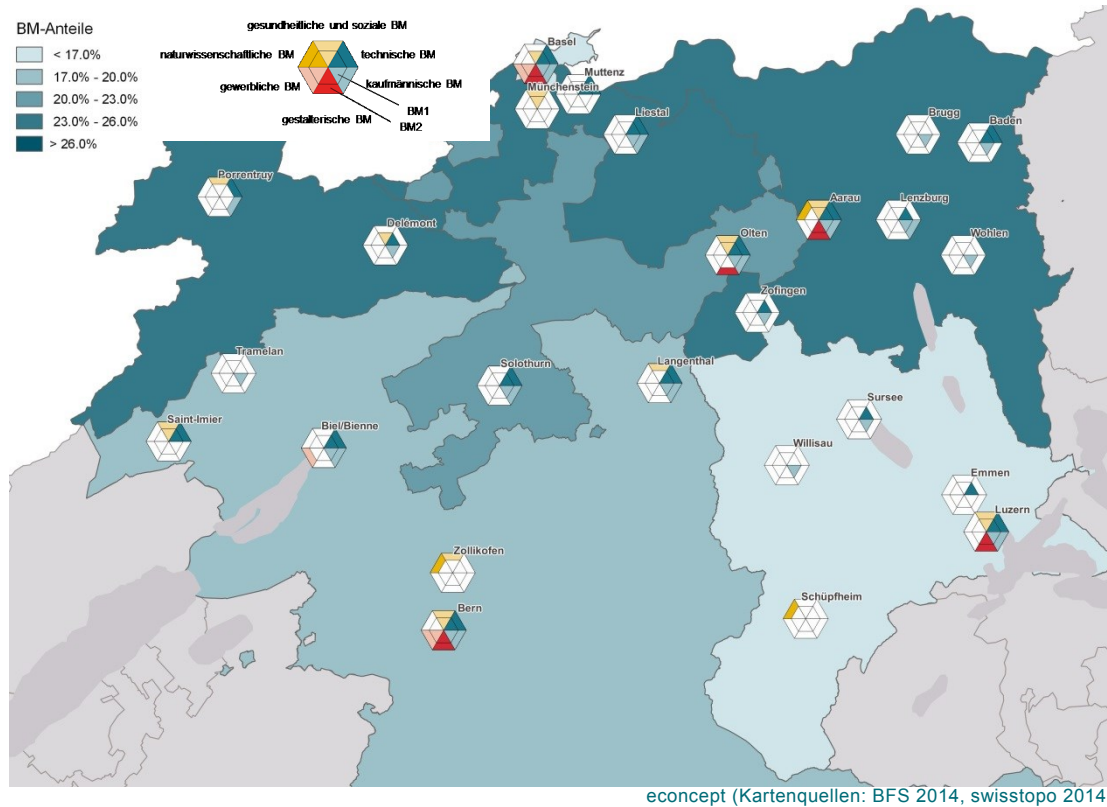 BM-Anteile
< 17.0%
17.0% - 20.0%
20.0% - 23.0%
23.0% - 26.0%
> 26.0%
gesundheitliche und soziale BM
naturwissenschaftliche BM
technische BM
gewerbliche BM
kaufmännische BM
BM1
gestalterische BM
BM2
Basel
Muttenz
Münchenstein
Liestal
Brugg
Baden
Porrentruy
Aarau
Lenzburg
Delémont
Olten
Wohlen
Zofingen
Tramelan
Solothurn
Langenthal
Sursee
Saint-Imier
Biel/Bienne
Willisau
Emmen
Luzern
Zollikofen
Schüpfheim
Bern
econcept (Kartenquellen: BFS 2014, swisstopo 2014